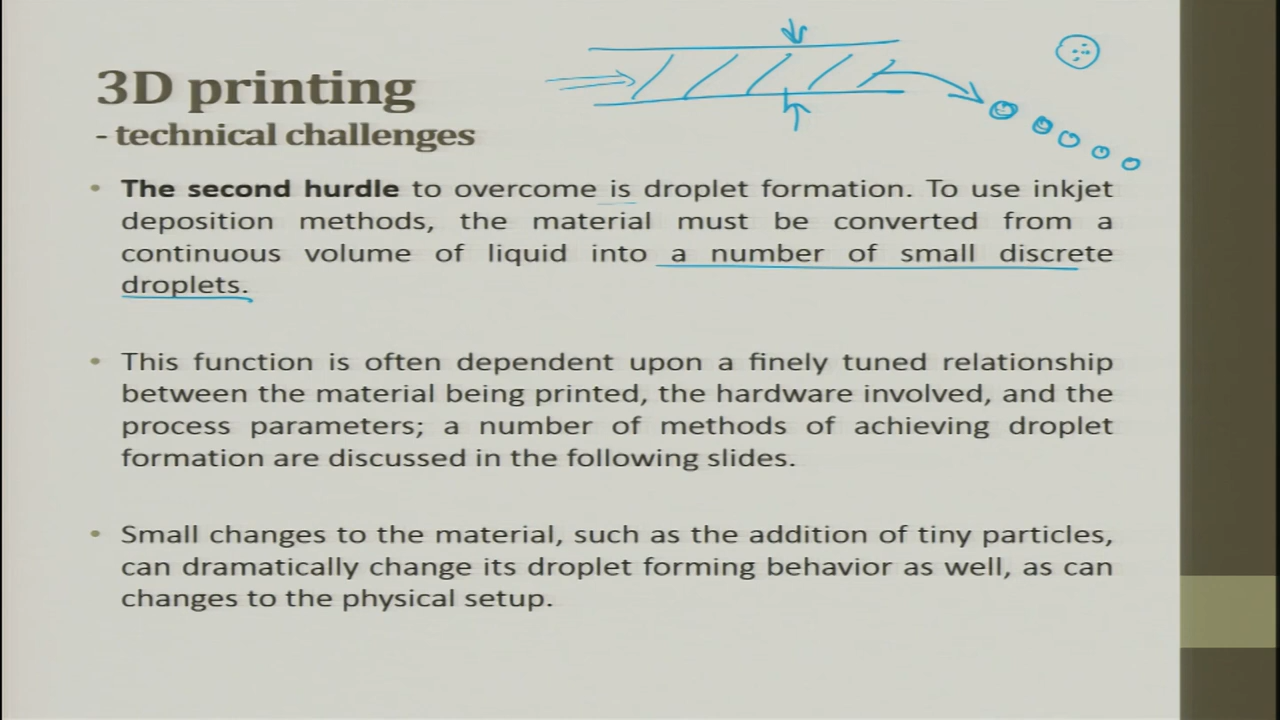 3D printing
- technical challenges
• The second hurdle to overcome is droplet formation. To use inkjet
deposition methods, the material must be converted from a
continuous volume of liquid into a number of small discrete
droplets.
• This function is often dependent upon a finely tuned relationship
between the material being printed, the hardware involved, and the
process parameters; a number of methods of achieving droplet
formation are discussed in the following slides.
• Small changes to the material, such as the addition of tiny particles,
can dramatically change its droplet forming behavior as well, as can
changes to the physical setup.